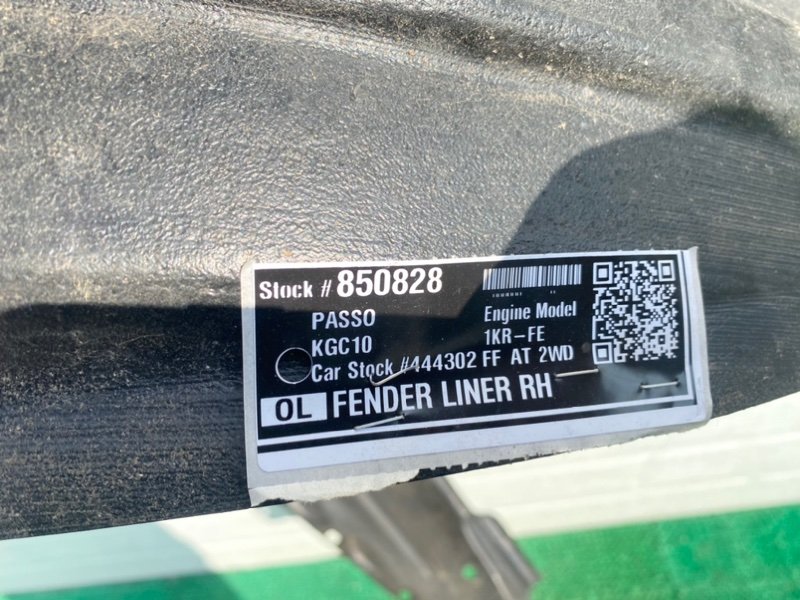 Stock # 850828
PASSO
Engine Model
KGC10
1KR-FE
Car Stock #444302 FF AT 2WD
OL FENDER LINER RH